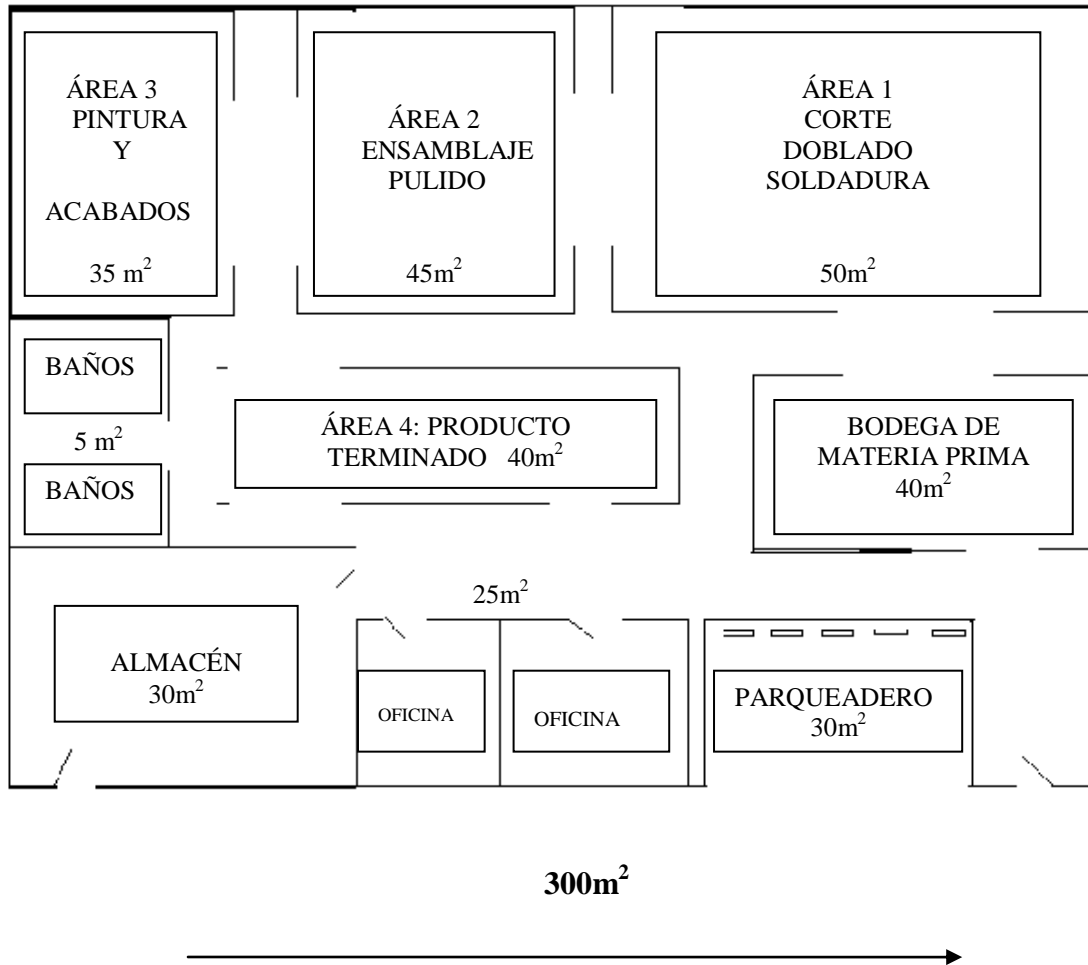 ÁREA 3
PINTURA
Y
ACABADOS
35 m²
ÁREA 2
ENSAMBLAJE
PULIDO
45m²
ÁREA 1
CORTE
DOBLADO
SOLDADURA
50m²
BAÑOS
5 m²
BAÑOS
ÁREA 4: PRODUCTO
TERMINADO 40m²
BODEGA DE
MATERIA PRIMA
40m²
25m²
ALMACÉN
30m²
OFICINA
OFICINA
PARQUEADERO
30m²
300m²